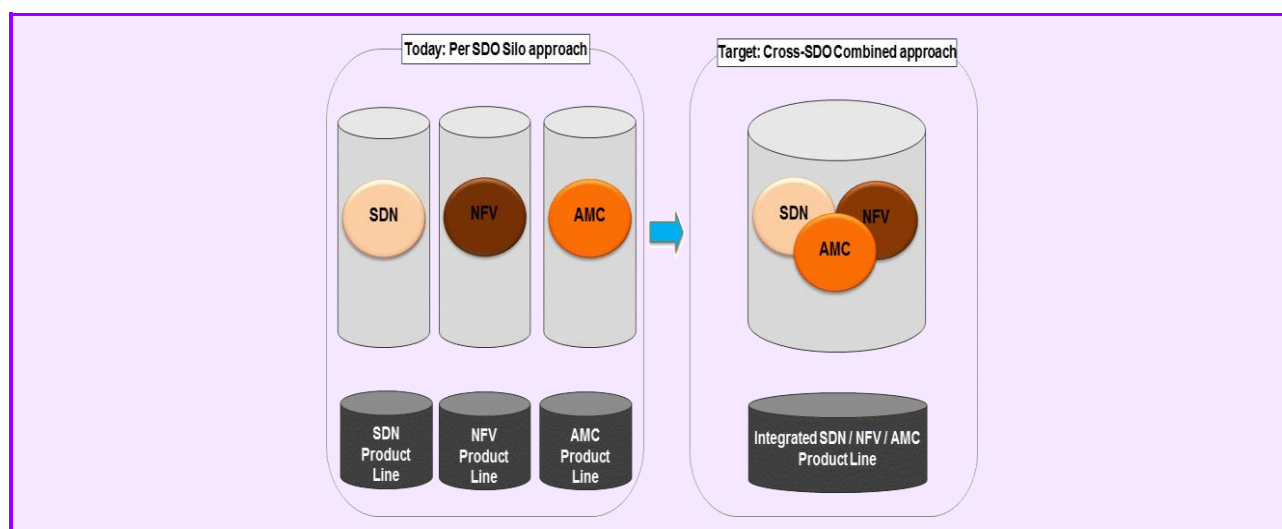 Today: Per SDO Silo approach
SDN
NFV
AMC
SDN
Product
Line
NFV
Product
Line
AMC
Product
Line
Target: Cross-SDO Combined approach
SDN
NFV
AMC
Integrated SDN / NFV / AMC
Product Line